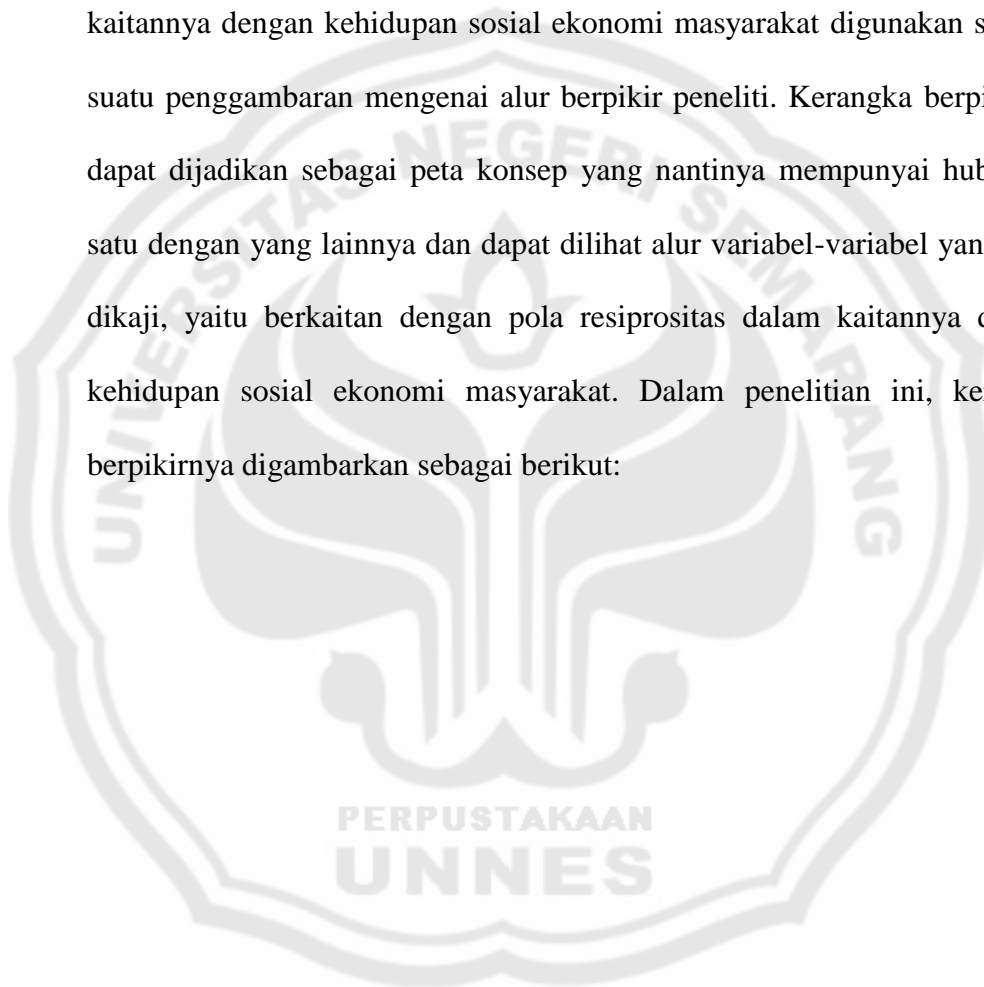 kaitannya dengan kehidupan sosial ekonomi masyarakat digunakan s
suatu penggambaran mengenai alur berpikir peneliti. Kerangka berpi
dapat dijadikan sebagai peta konsep yang nantinya mempunyai hub
satu dengan yang lainnya dan dapat dilihat alur variabel-variabel yan
dikaji, yaitu berkaitan dengan pola resiprositas dalam kaitannya d
kehidupan sosial ekonomi masyarakat. Dalam penelitian ini, ker
berpikirnya digambarkan sebagai berikut:
UNIVERSITAS NEGERI SEMARANG
PERPUSTAKAAN
UNNES